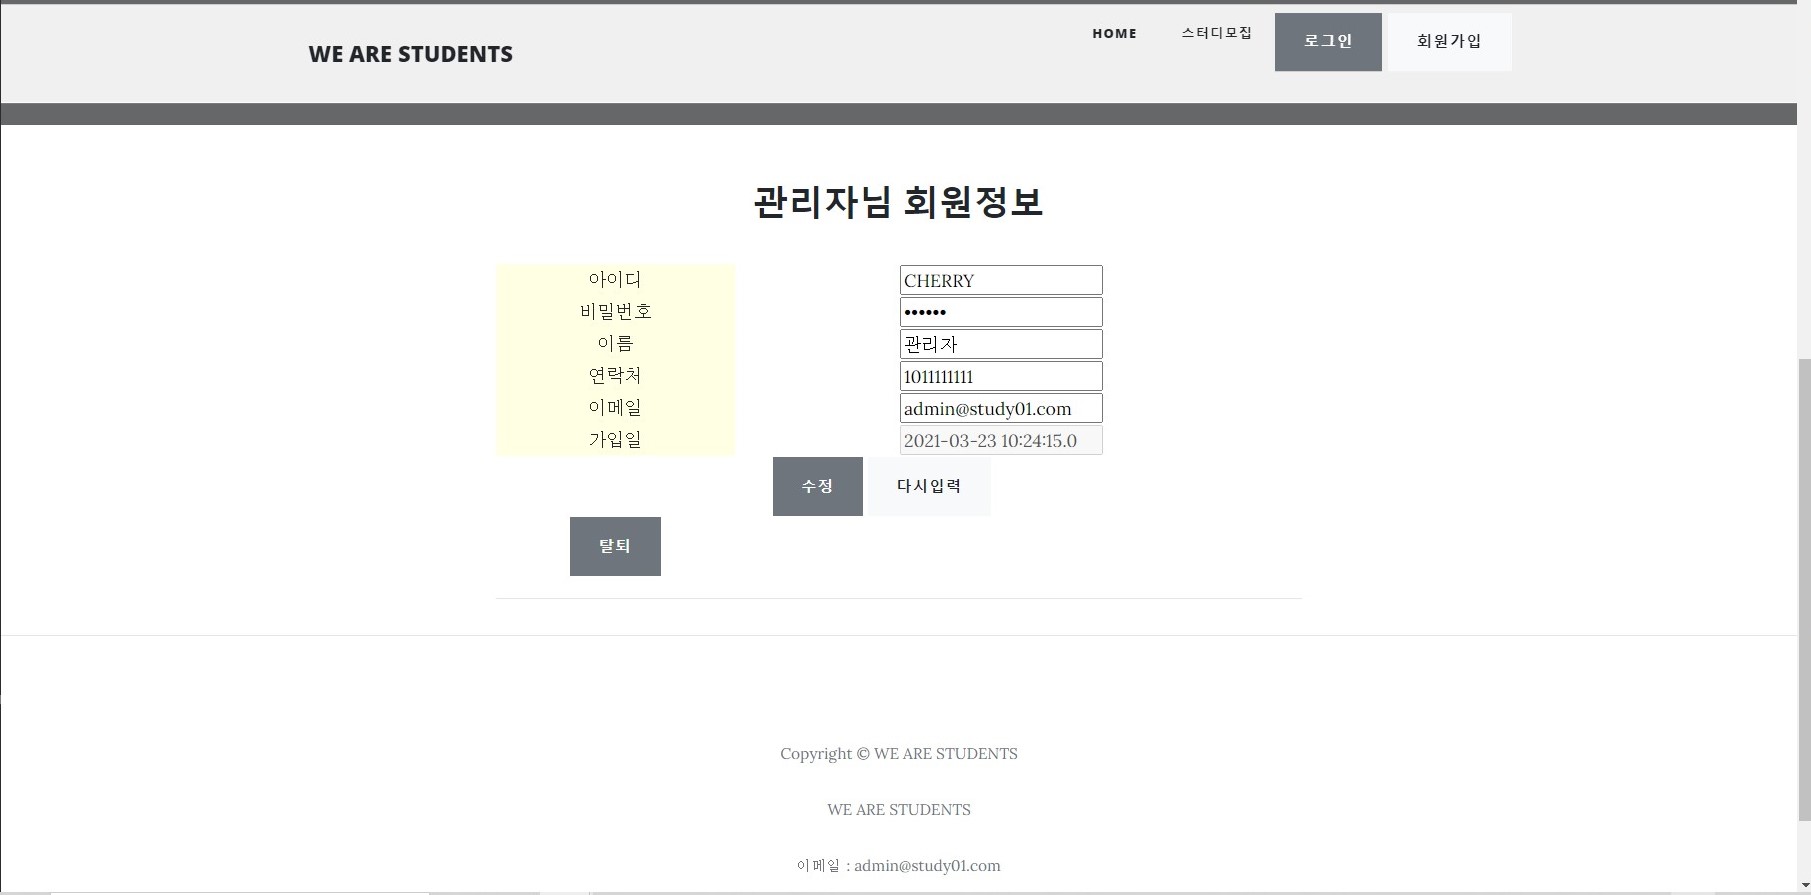 WE ARE STUDENTS
HOME 스터디모집 로그인 회원가입
관리자님 회원정보
아이디 CHERRY
비밀번호 ••••••
이름 관리자
연락처 1011111111
이메일 admin@study01.com
가입일 2021-03-23 10:24:15.0
수정 다시입력
탈퇴
Copyright © WE ARE STUDENTS
WE ARE STUDENTS
이메일 : admin@study01.com